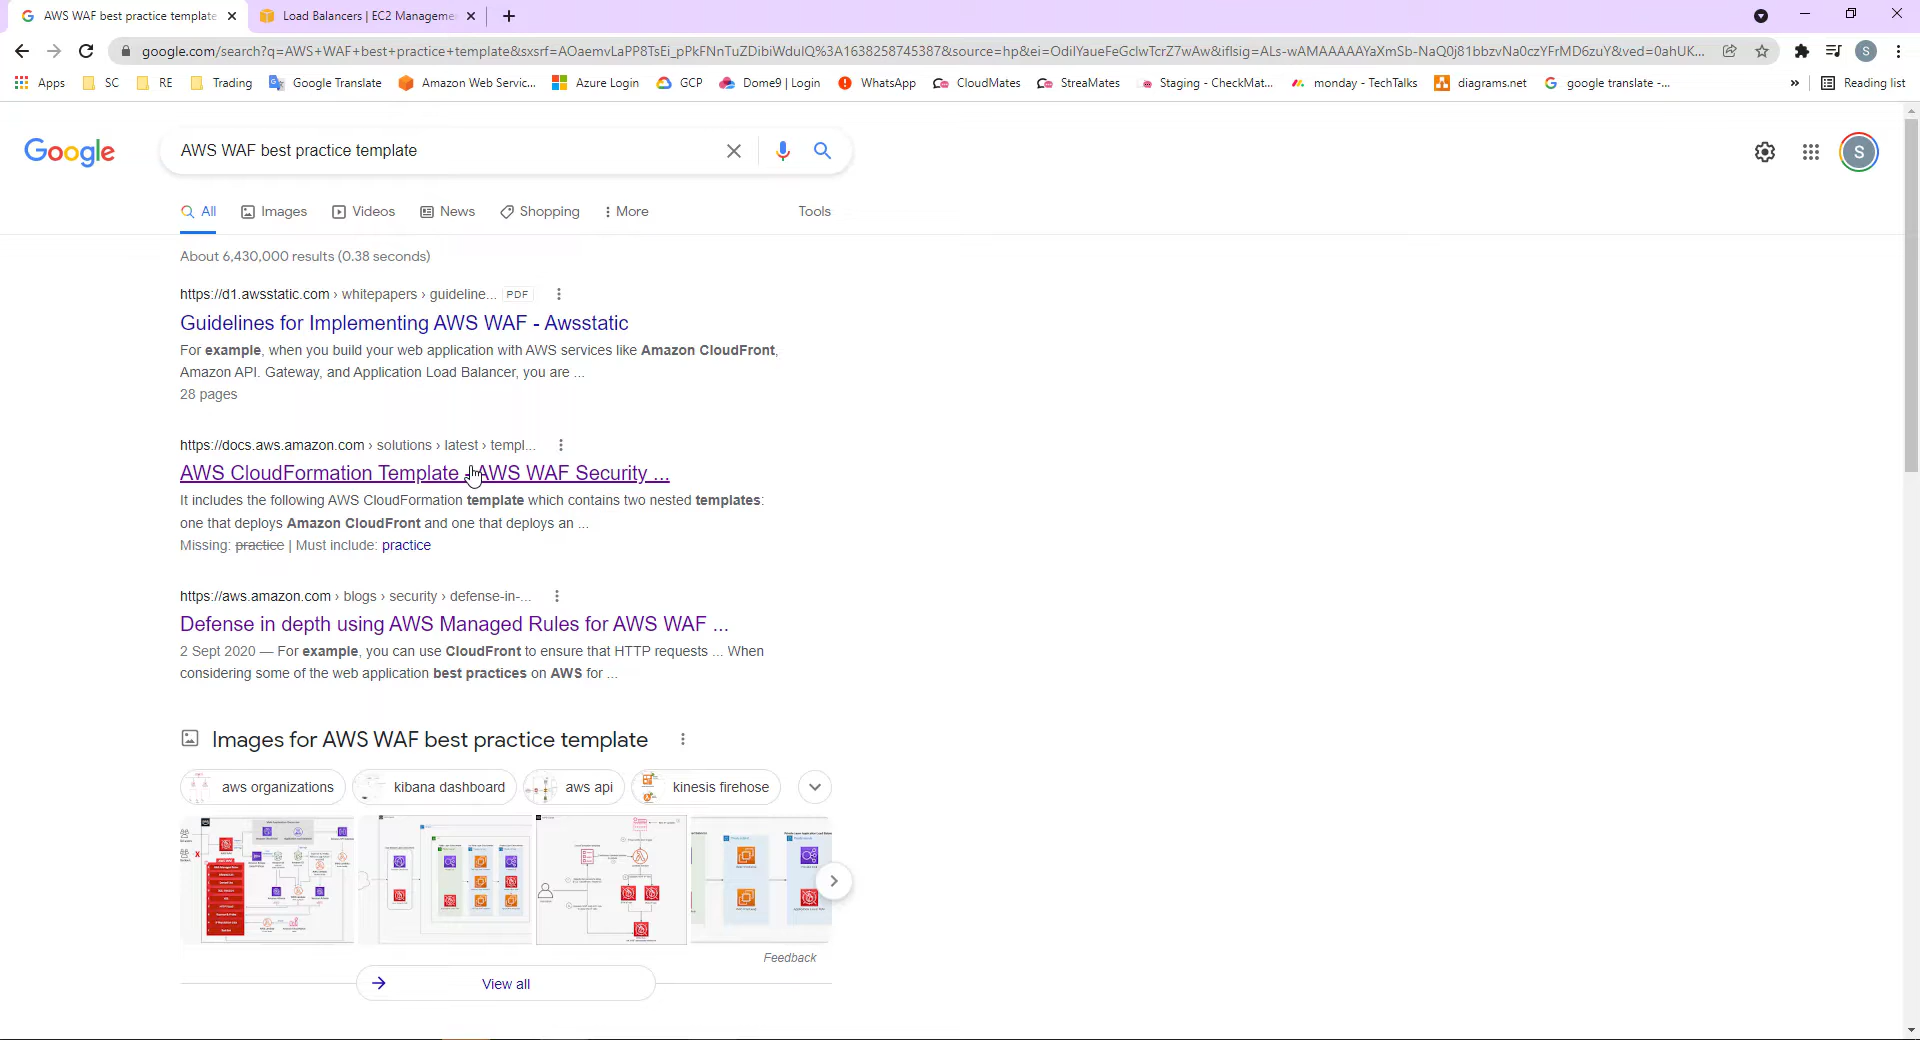 AWS WAF best practice template
Load Balancers | EC2 Manageme
google.com/search?q=AWS+WAF+best+practice+template&sxsrf=AOaemvLaPP8TsEi_pPkFNnTuZDibiWdulQ%3A1638258745387&source=hp&ei=OdilYaueFeGclwTcrZ7wAw&iflsig=ALs-wAMAAAAAYaXmSb-NaQ0j81bbzvNa0czYFrMD6zuY&ved=0ahUK...
Apps SC RE Trading Google Translate Amazon Web Servic... Azure Login GCP Dome9 | Login WhatsApp CloudMates StreaMates Staging - CheckMat... monday - TechTalks diagrams.net google translate -... » Reading list
Google
AWS WAF best practice template
S
All Images Videos News Shopping More Tools
About 6,430,000 results (0.38 seconds)
https://d1.awsstatic.com › whitepapers › guideline... PDF
Guidelines for Implementing AWS WAF - Awsstatic
For example, when you build your web application with AWS services like Amazon CloudFront,
Amazon API. Gateway, and Application Load Balancer, you are ...
28 pages
https://docs.aws.amazon.com › solutions › latest › templ...
AWS CloudFormation Template - AWS WAF Security ...
It includes the following AWS CloudFormation template which contains two nested templates:
one that deploys Amazon CloudFront and one that deploys an ...
Missing: practice | Must include: practice
https://aws.amazon.com › blogs › security › defense-in-...
Defense in depth using AWS Managed Rules for AWS WAF ...
2 Sept 2020 — For example, you can use CloudFront to ensure that HTTP requests ... When
considering some of the web application best practices on AWS for ...
Images for AWS WAF best practice template
aws organizations kibana dashboard aws api kinesis firehose
Feedback
View all